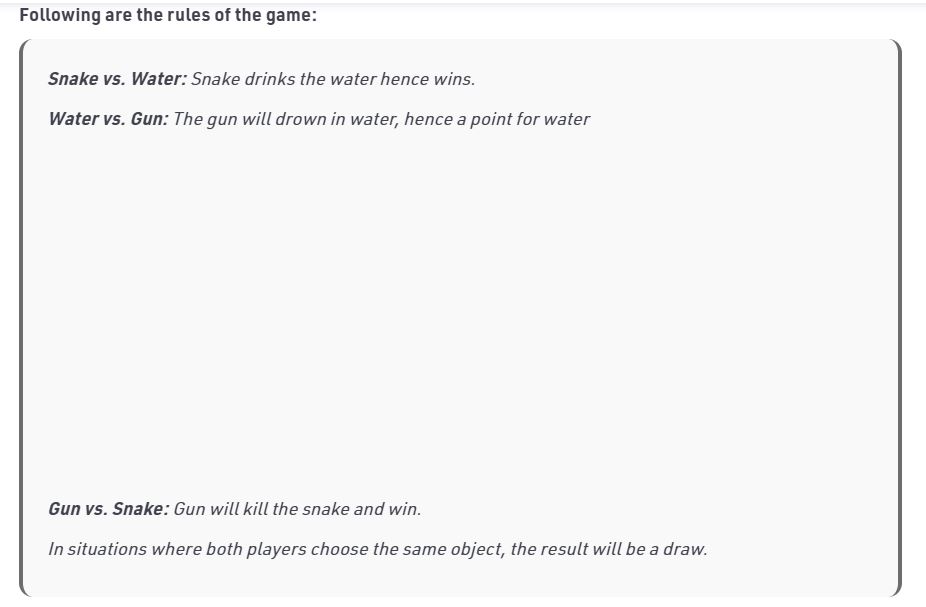 Following are the rules of the game:
Snake vs. Water: Snake drinks the water hence wins.
Water vs. Gun: The gun will drown in water, hence a point for water
Gun vs. Snake: Gun will kill the snake and win.
In situations where both players choose the same object, the result will be a draw.